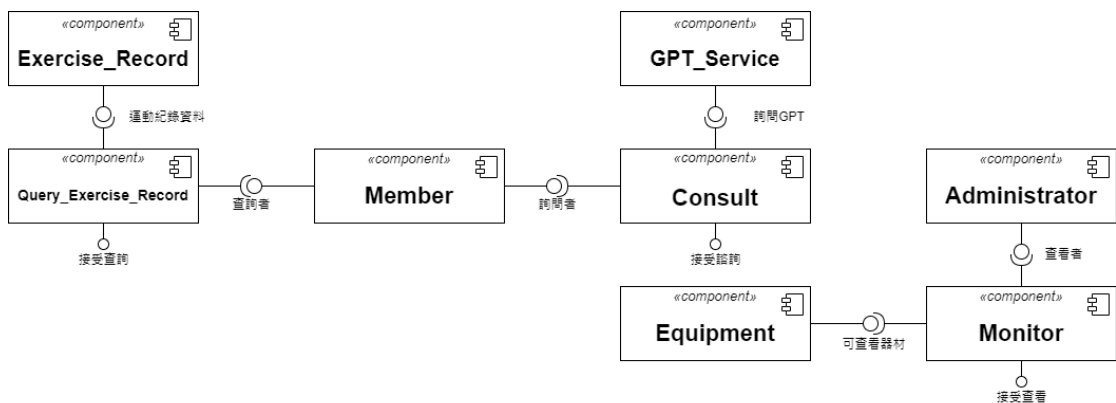 «component»
Exercise_Record
«component»
GPT_Service
運動紀錄資料
詢問GPT
«component»
Query_Exercise_Record
«component»
Member
«component»
Consult
«component»
Administrator
查詢者
詢問者
接受查詢
接受諮詢
查看者
«component»
Equipment
«component»
Monitor
可查看器材
接受查看